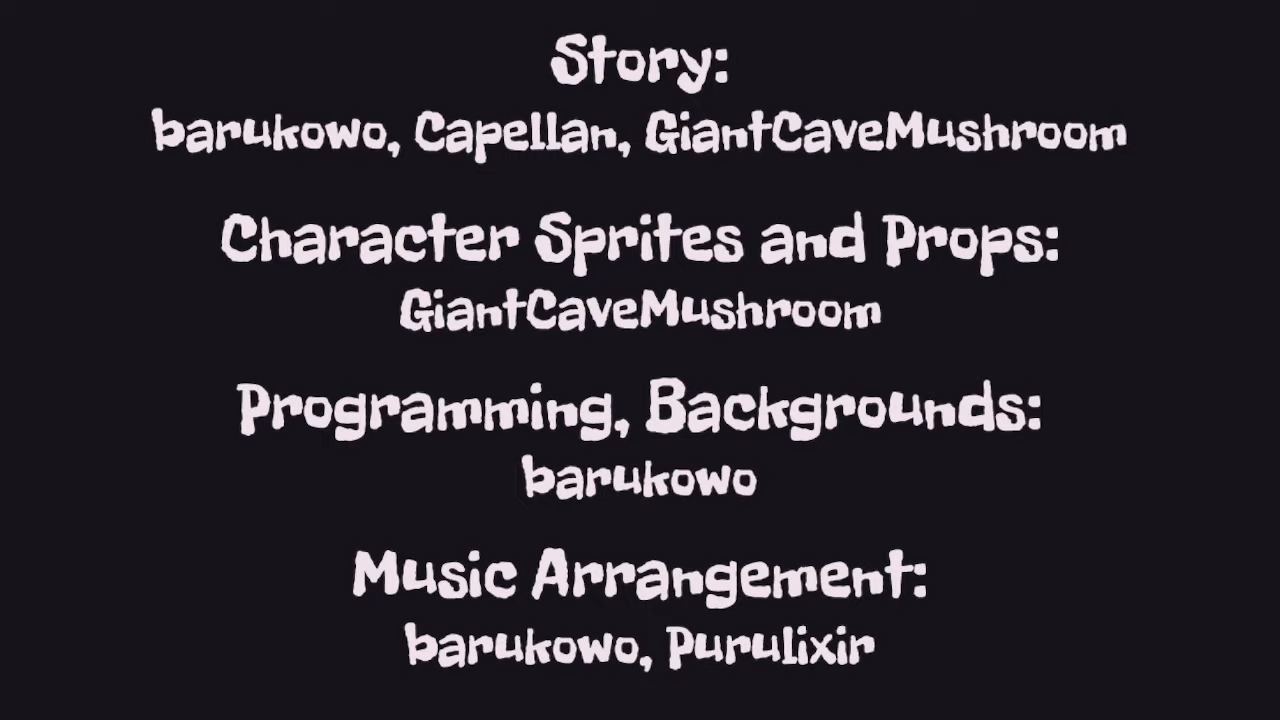 Story:
barukowo, Capellan, GiantCaveMushroom
Character Sprites and Props:
GiantCaveMushroom
Programming, Backgrounds:
barukowo
Music Arrangement:
barukowo, Purulixir